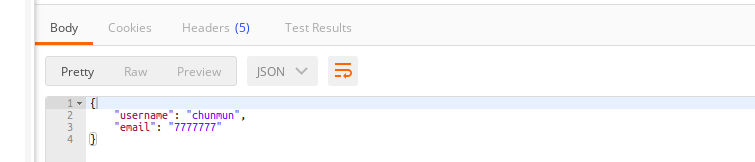 Body Cookies Headers (5) Test Results
Pretty Raw Preview JSON
1 {
2 "username": "chunmun",
3 "email": "7777777"
4 }